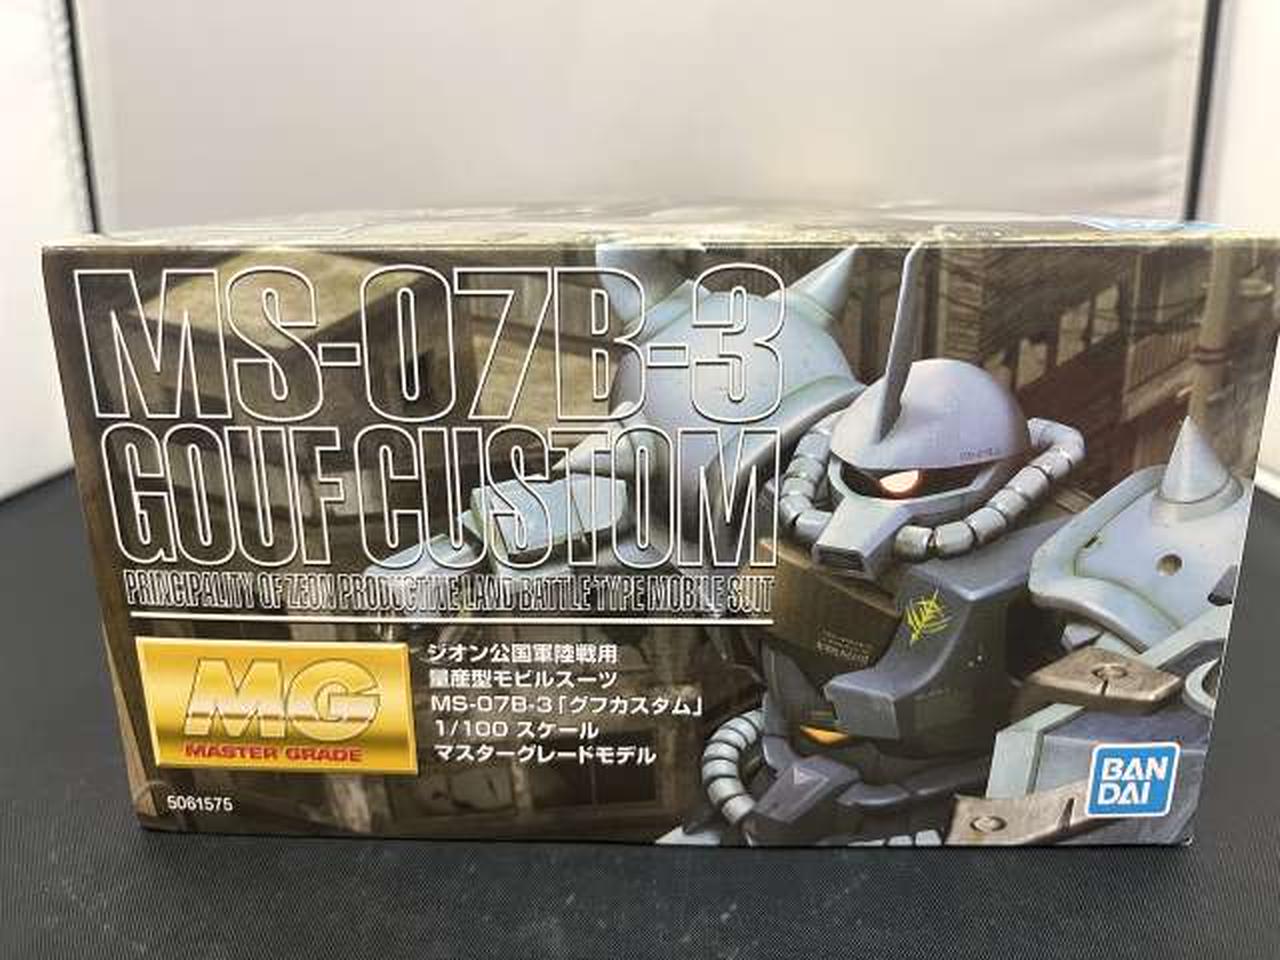 MS-07B-3
GOUF CUSTOM
PRINCIPALITY OF ZEON PRODUCTIVE LAND BATTLE TYPE MOBILE SUIT
MG
MASTER GRADE
ジオン公国軍陸戦用
量産型モビルスーツ
MS-07B-3「グフカスタム」
1/100 スケール
マスターグレードモデル
5061575
BAN
DAI